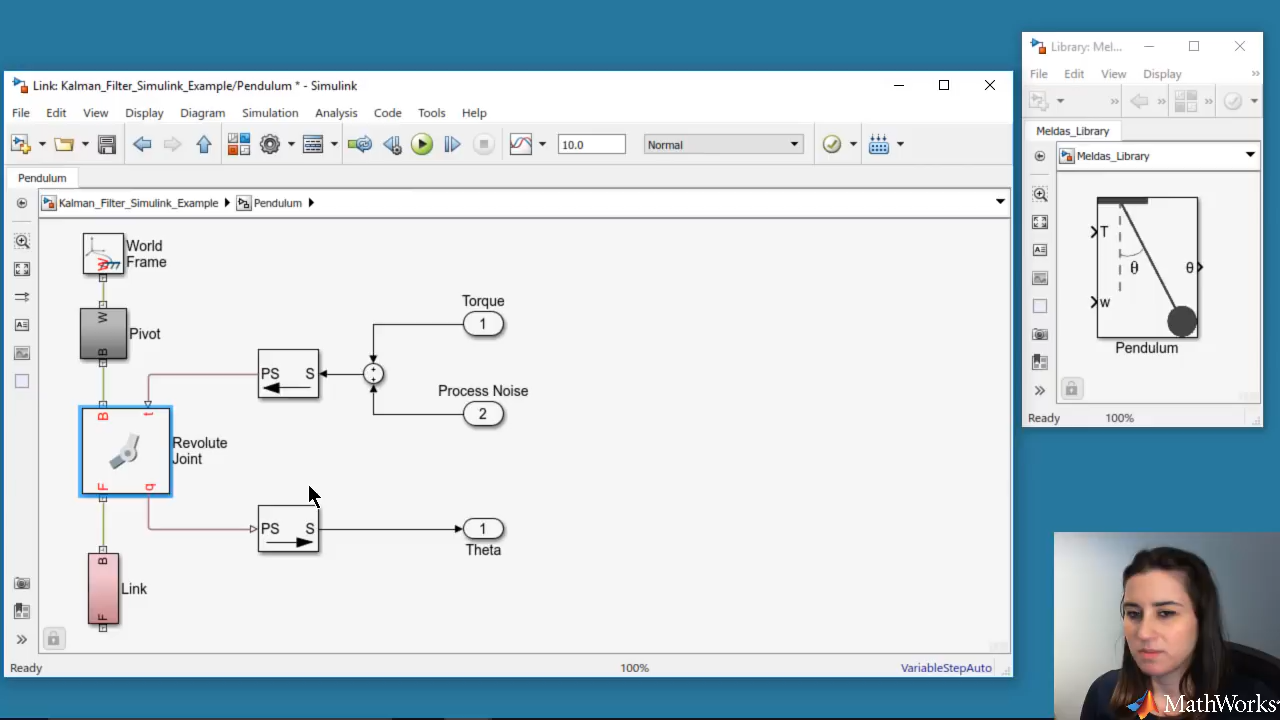 Link: Kalman_Filter_Simulink_Example/Pendulum * - Simulink
File Edit View Display Diagram Simulation Analysis Code Tools Help
10.0
Normal
Pendulum
Kalman_Filter_Simulink_Example Pendulum
World
Frame
W
Pivot
B
B
t
Revolute
Joint
F
q
B
Link
F
PS S
Torque
1
+
+
Process Noise
2
PS S
1
Theta
Ready
100%
VariableStepAuto
Library: Mel...
File Edit View Display
Meldas_Library
Meldas_Library
T
θ
θ
w
Pendulum
Ready
100%
MathWorks